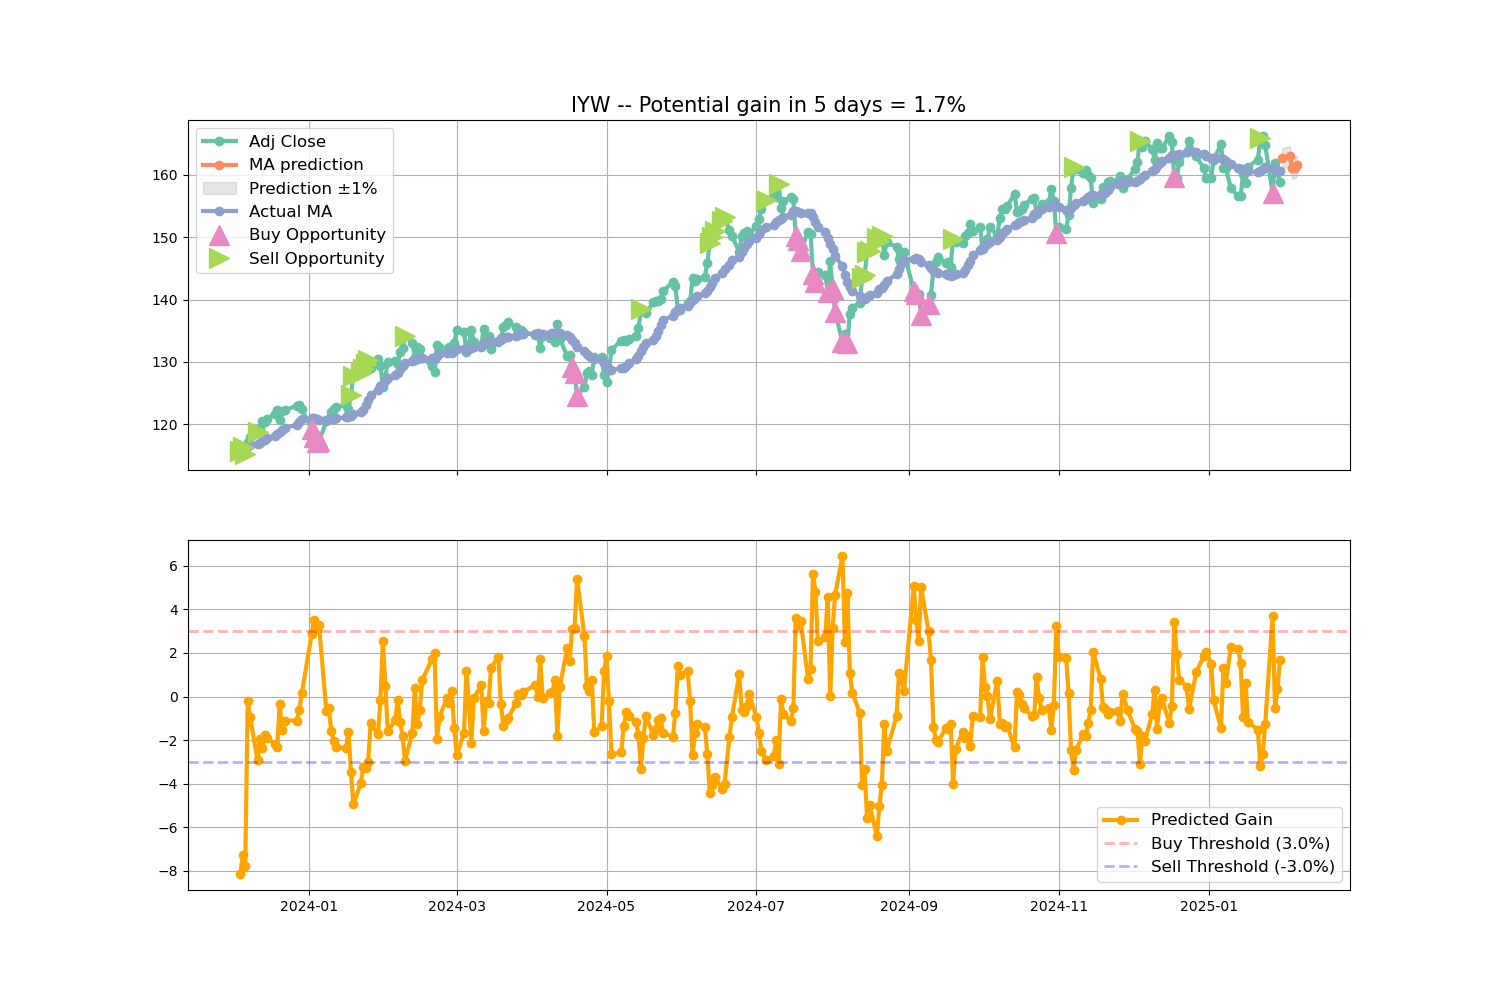 IYW -- Potential gain in 5 days = 1.7%
Adj Close
MA prediction
Prediction ±1%
Actual MA
Buy Opportunity
Sell Opportunity
160
150
140
130
120
6
4
2
0
−2
−4
−6
−8
Predicted Gain
Buy Threshold (3.0%)
Sell Threshold (-3.0%)
2024-01 2024-03 2024-05 2024-07 2024-09 2024-11 2025-01